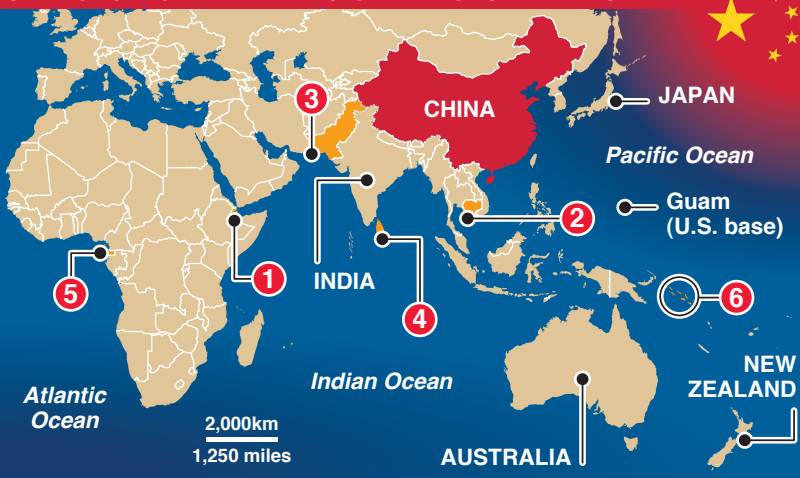 3
CHINA
JAPAN
Pacific Ocean
Guam
(U.S. base)
2
1
5
INDIA
4
6
Indian Ocean
Atlantic
Ocean
2,000km
1,250 miles
NEW
ZEALAND
AUSTRALIA